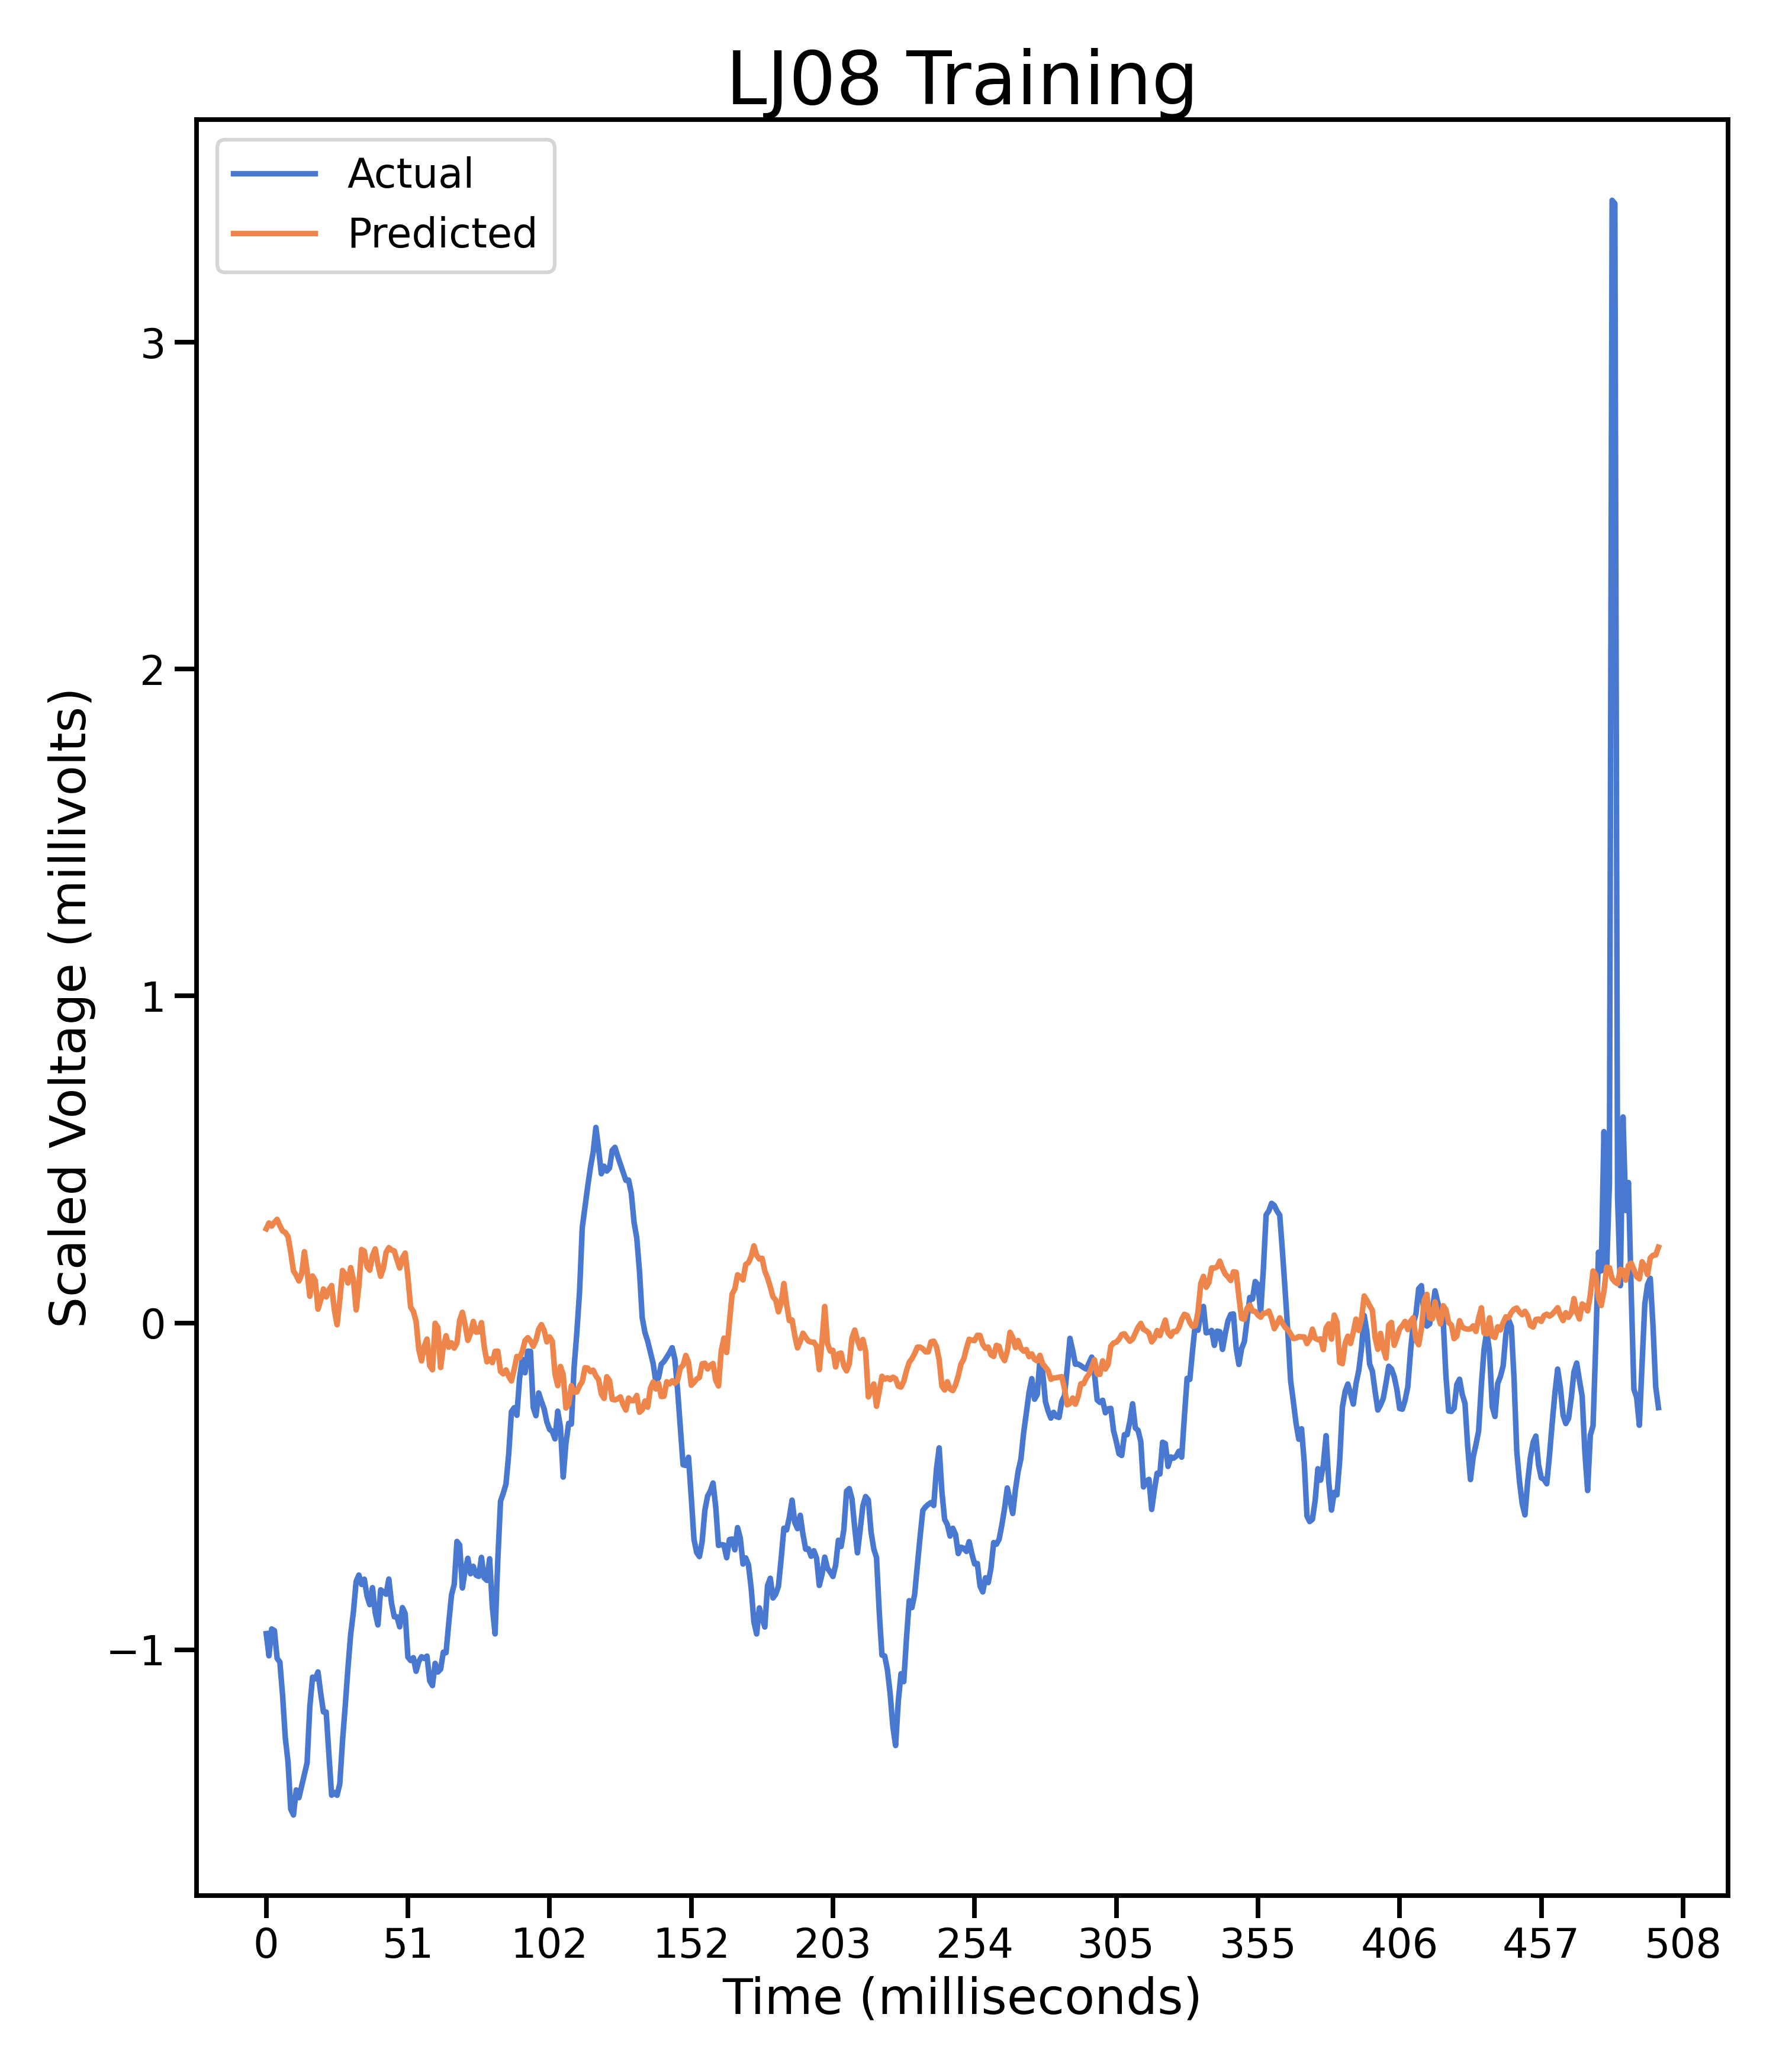 LJ08 Training
Actual
Predicted
3
2
1
0
−1
Scaled Voltage (millivolts)
0 51 102 152 203 254 305 355 406 457 508
Time (milliseconds)